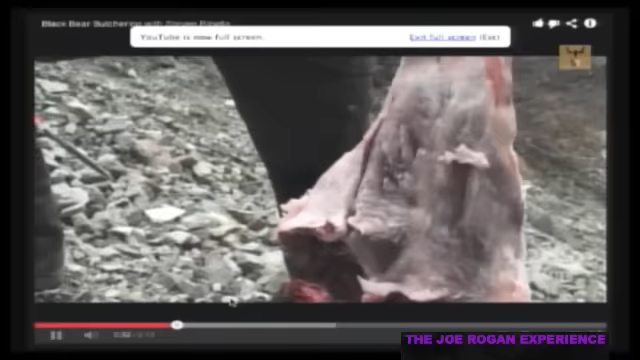 Black Bear Butchering with Steven Rinella
YouTube is now full screen.
Exit full screen (Esc)
THE JOE ROGAN EXPERIENCE